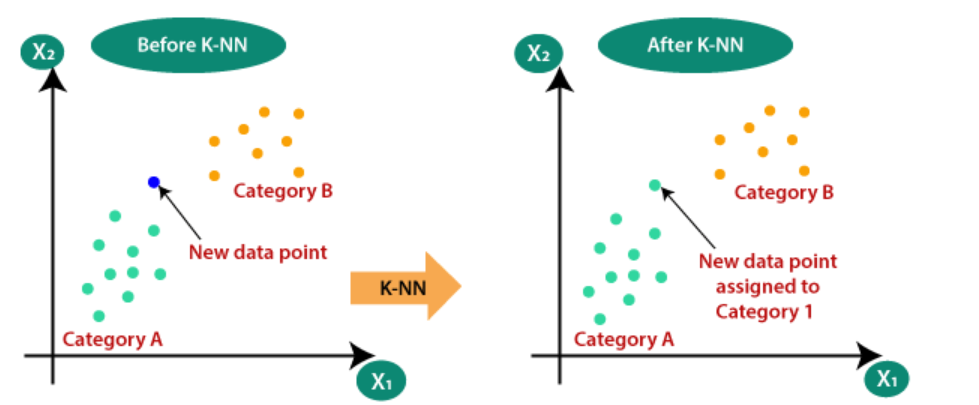 X₂
Before K-NN
Category B
New data point
Category A
X₁
K-NN
X₂
After K-NN
Category B
New data point
assigned to
Category 1
Category A
X₁